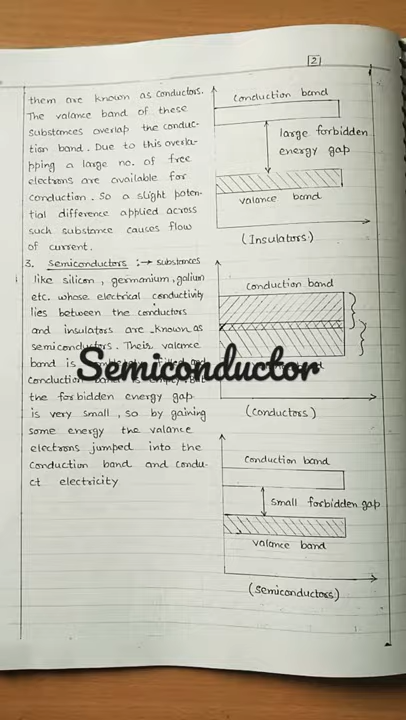 2
them are known as conductors.
The valance band of these
substances overlap the conduc-
tion band. Due to this overla-
pping a large no. of free
electrons are available for
conduction. So a slight poten-
tial difference applied across
such substance causes flow
of current.
3. Semiconductors :→ substances
like silicon, germanium, galium
etc. whose electrical conductivity
lies between the conductors
and insulators are known as
semiconductors. Their valance
band is
Conduction band is
the forbidden energy gap
is very small, so by gaining
some energy the valance
electrons jumped into the
conduction band and condu-
ct electricity
Conduction band
large forbidden
energy gap
valance band
(Insulators)
Conduction band
(conductors)
Conduction band
small forbidden gap
valance band
(semiconductors)
Semiconductor